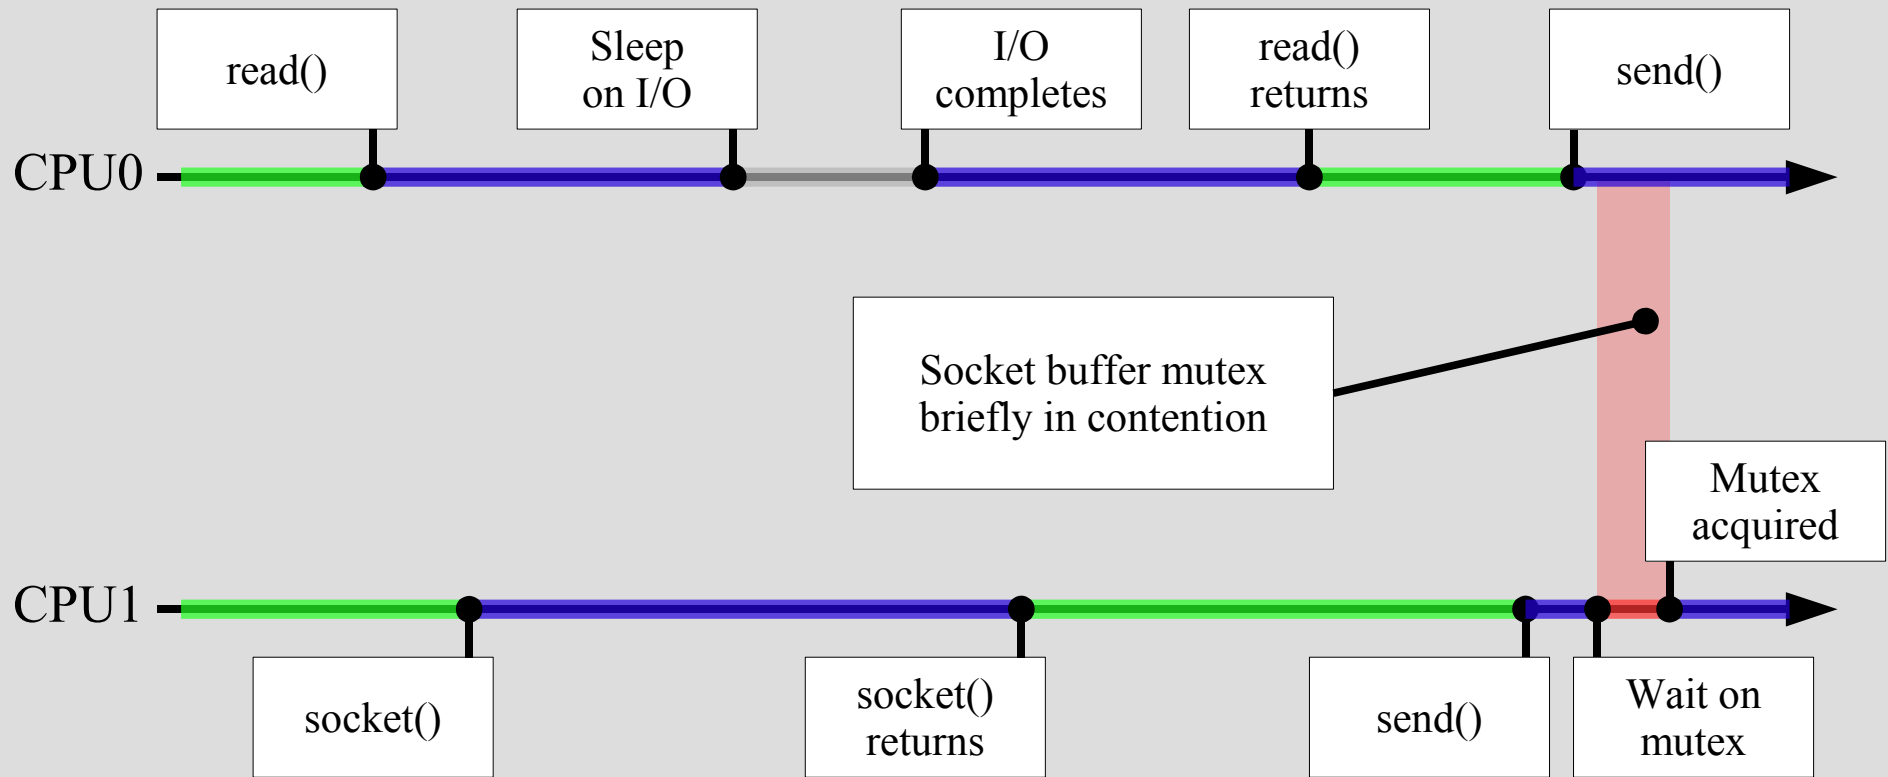 read()
Sleep
on I/O
I/O
completes
read()
returns
send()
CPU0
Socket buffer mutex
briefly in contention
Mutex
acquired
CPU1
socket()
socket()
returns
send()
Wait on
mutex